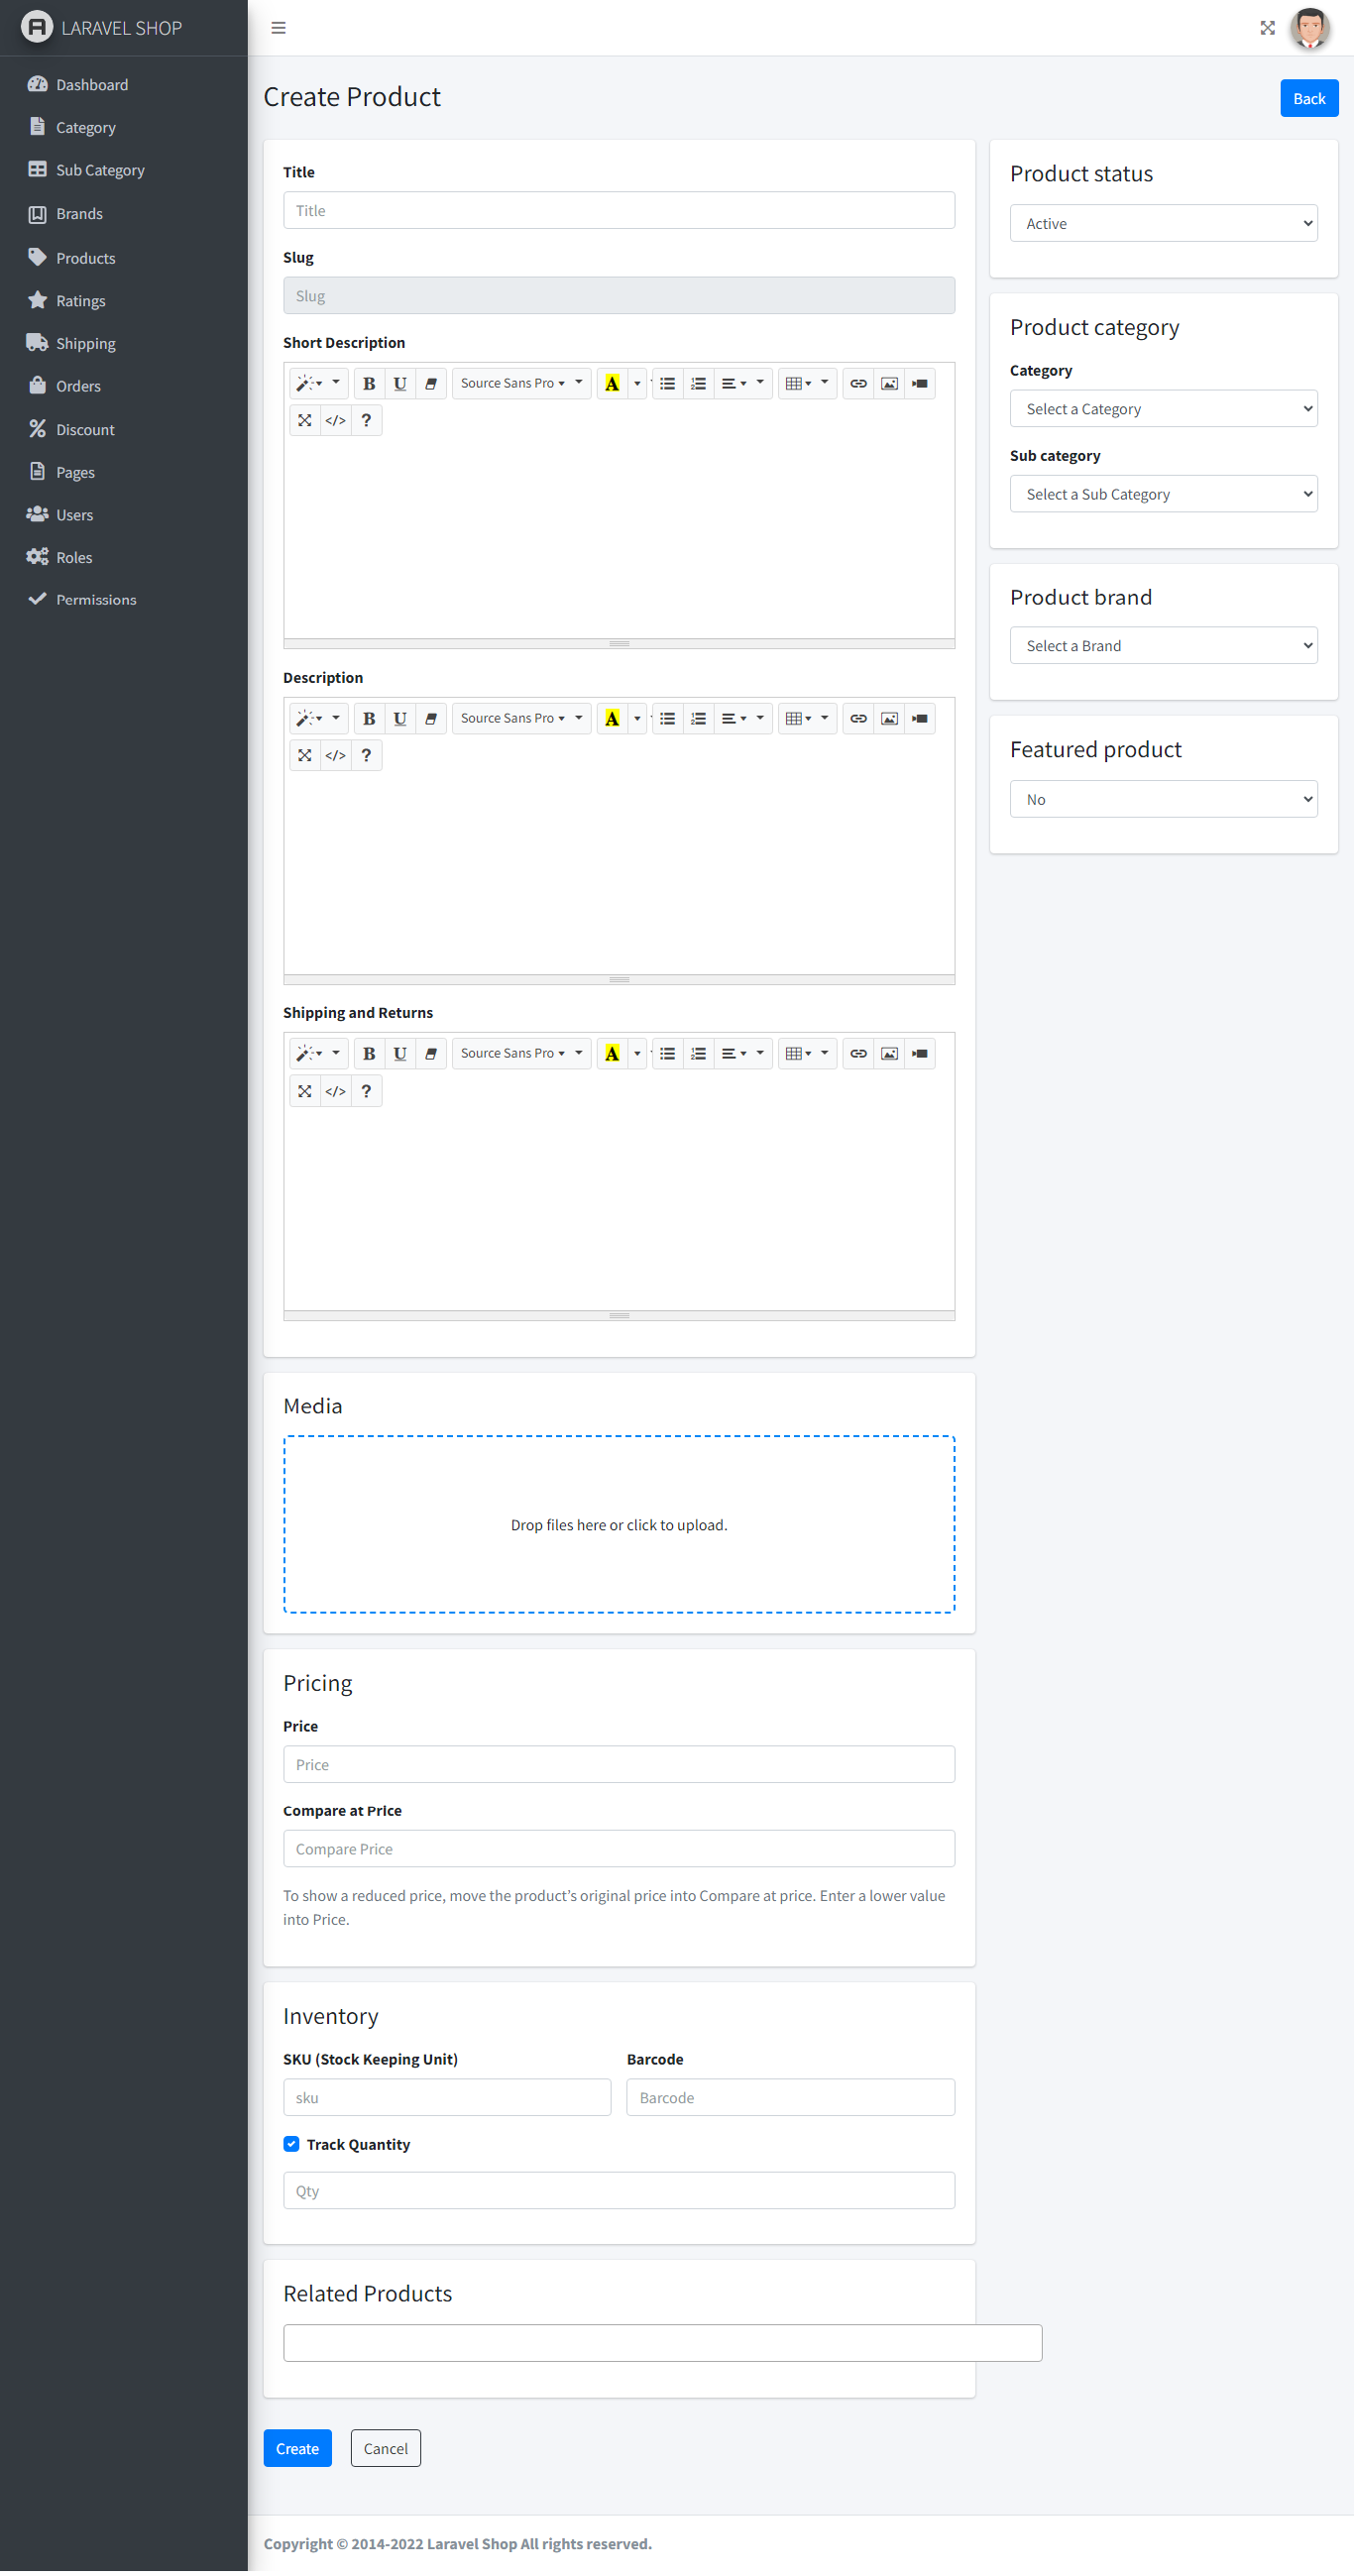 LARAVEL SHOP
Dashboard
Category
Sub Category
Brands
Products
Ratings
Shipping
Orders
Discount
Pages
Users
Roles
Permissions
Create Product
Back
Title
Title
Slug
Slug
Short Description
B U Source Sans Pro A
</> ?
Description
B U Source Sans Pro A
</> ?
Shipping and Returns
B U Source Sans Pro A
</> ?
Media
Drop files here or click to upload.
Pricing
Price
Price
Compare at Price
Compare Price
To show a reduced price, move the product’s original price into Compare at price. Enter a lower value
into Price.
Inventory
SKU (Stock Keeping Unit) Barcode
sku Barcode
Track Quantity
Qty
Related Products
Create Cancel
Product status
Active
Product category
Category
Select a Category
Sub category
Select a Sub Category
Product brand
Select a Brand
Featured product
No
Copyright © 2014-2022 Laravel Shop All rights reserved.